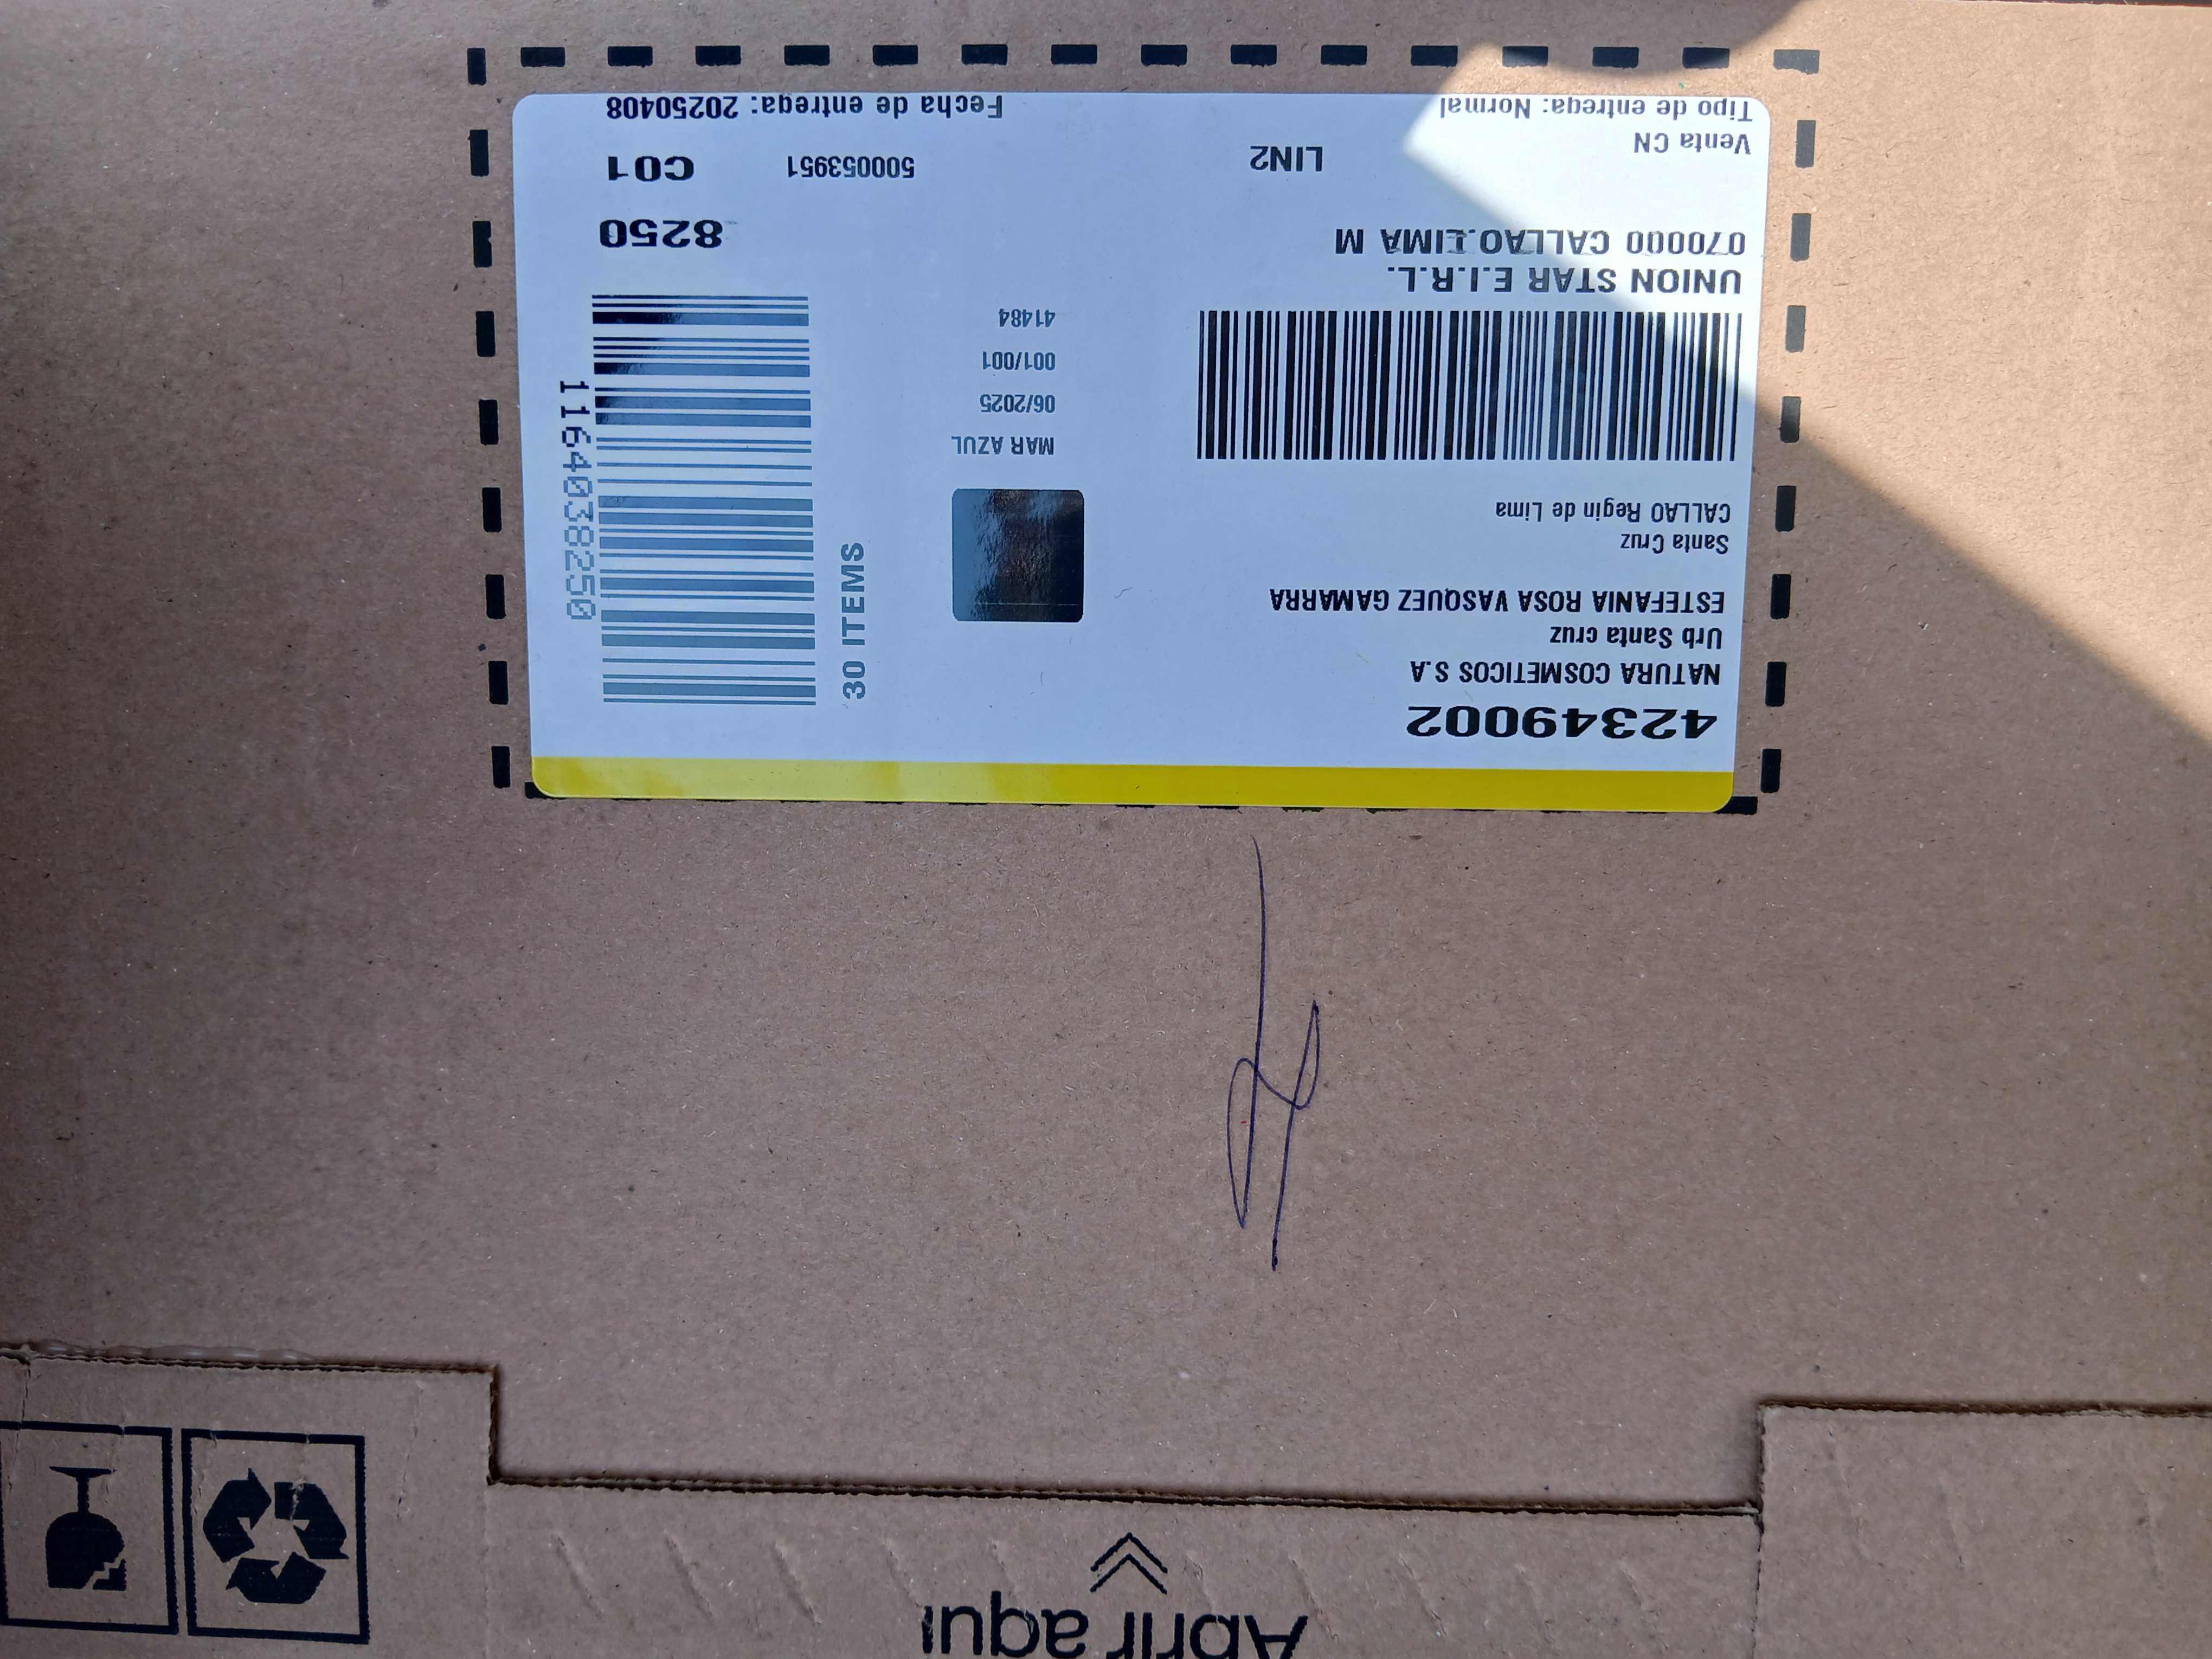 42349002
NATURA COSMETICOS S.A
Urb Santa cruz
ESTEFANIA ROSA VASQUEZ GAMARRA
Santa Cruz
CALLAO Regin de Lima
UNION STAR E.I.R.L.
070000 CALLAO.LIMA M
Venta CN
LIN2
Tipo de entrega: Normal
MAR AZUL
06/2025
001/001
41484
30 ITEMS
1164038250
8250
500053951
C01
Fecha de entrega: 20250408
Abrir aqui